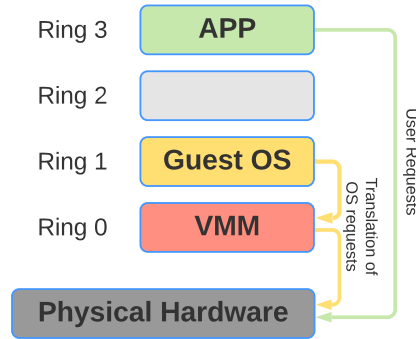 Ring 3
APP
Ring 2
Ring 1
Guest OS
Ring 0
VMM
Physical Hardware
Translation of
OS requests
User Requests